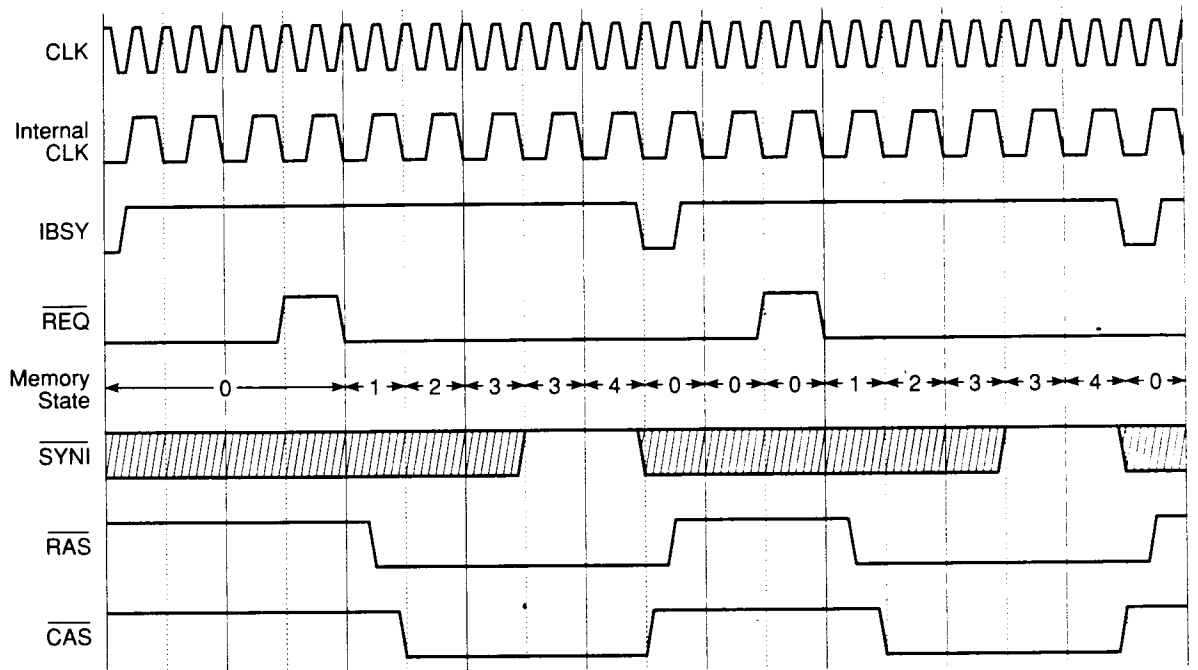 CLK
Internal
CLK
IBSY
REQ
Memory
State
0 1 2 3 3 4 0 0 0 1 2 3 3 4 0
SYNI
RAS
CAS